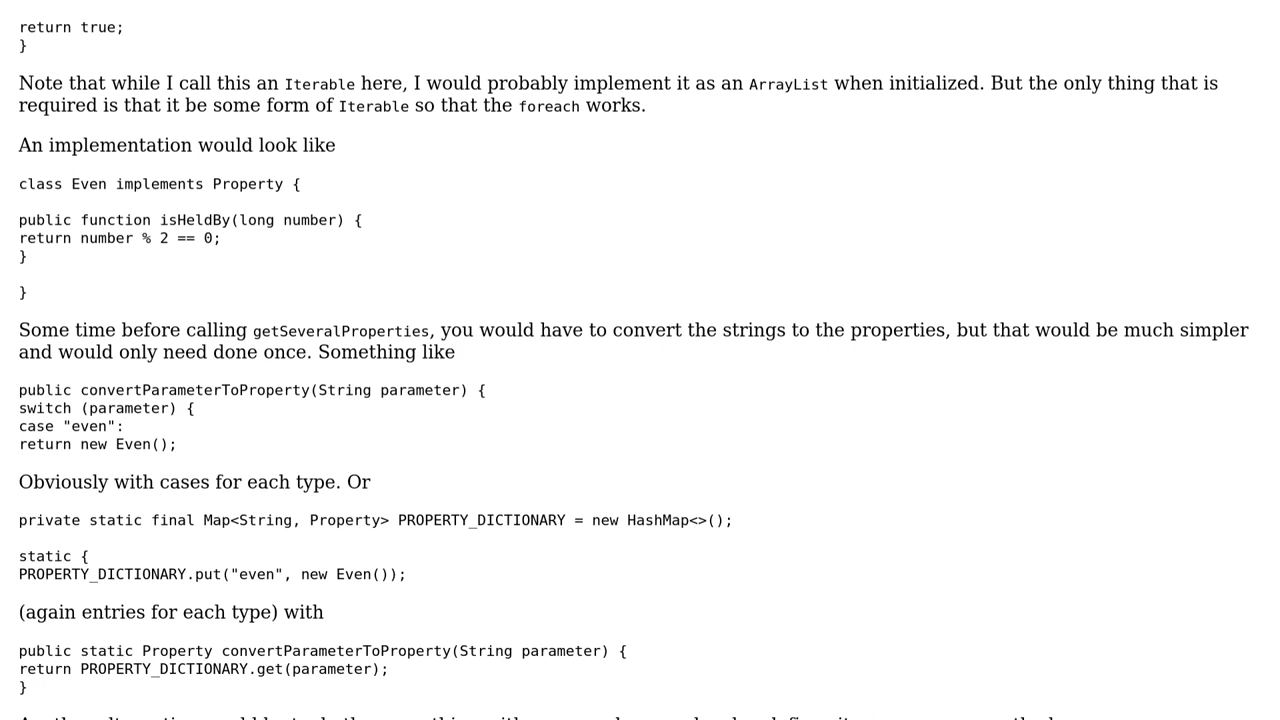 return true;
}
Note that while I call this an Iterable here, I would probably implement it as an ArrayList when initialized. But the only thing that is
required is that it be some form of Iterable so that the foreach works.
An implementation would look like
class Even implements Property {
public function isHeldBy(long number) {
return number % 2 == 0;
}
}
Some time before calling getSeveralProperties, you would have to convert the strings to the properties, but that would be much simpler
and would only need done once. Something like
public convertParameterToProperty(String parameter) {
switch (parameter) {
case "even":
return new Even();
Obviously with cases for each type. Or
private static final Map<String, Property> PROPERTY_DICTIONARY = new HashMap<>();
static {
PROPERTY_DICTIONARY.put("even", new Even());
(again entries for each type) with
public static Property convertParameterToProperty(String parameter) {
return PROPERTY_DICTIONARY.get(parameter);
}